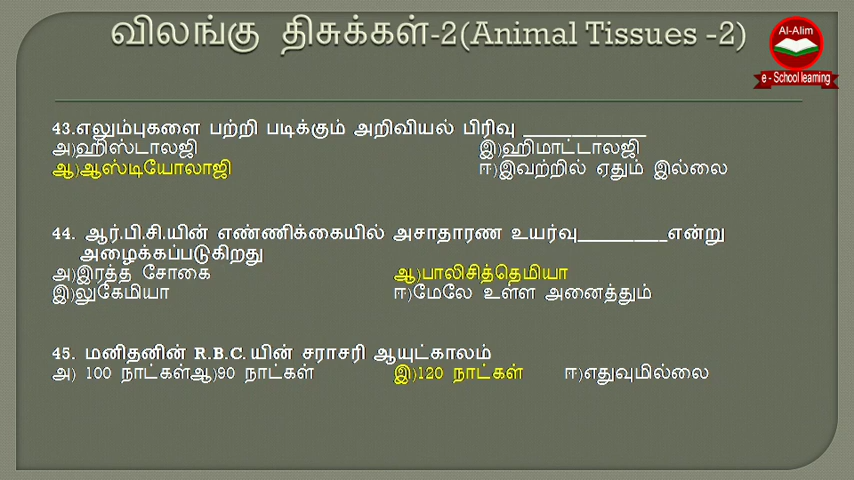 விலங்கு திசுக்கள்-2(Animal Tissues -2)
Al-Alim
e - School learning
43.எலும்புகளை பற்றி படிக்கும் அறிவியல் பிரிவு ______________
அ)ஹிஸ்டாலஜி இ)ஹிமாட்டாலஜி
ஆ)ஆஸ்டியோலாஜி ஈ)இவற்றில் ஏதும் இல்லை
44. ஆர்.பி.சி.யின் எண்ணிக்கையில் அசாதாரண உயர்வு__________என்று
அழைக்கப்படுகிறது
அ)இரத்த சோகை ஆ)பாலிசித்தெமியா
இ)லுகேமியா ஈ)மேலே உள்ள அனைத்தும்
45. மனிதனின் R.B.C. யின் சராசரி ஆயுட்காலம்
அ) 100 நாட்கள்ஆ)90 நாட்கள் இ)120 நாட்கள் ஈ)எதுவுமில்லை